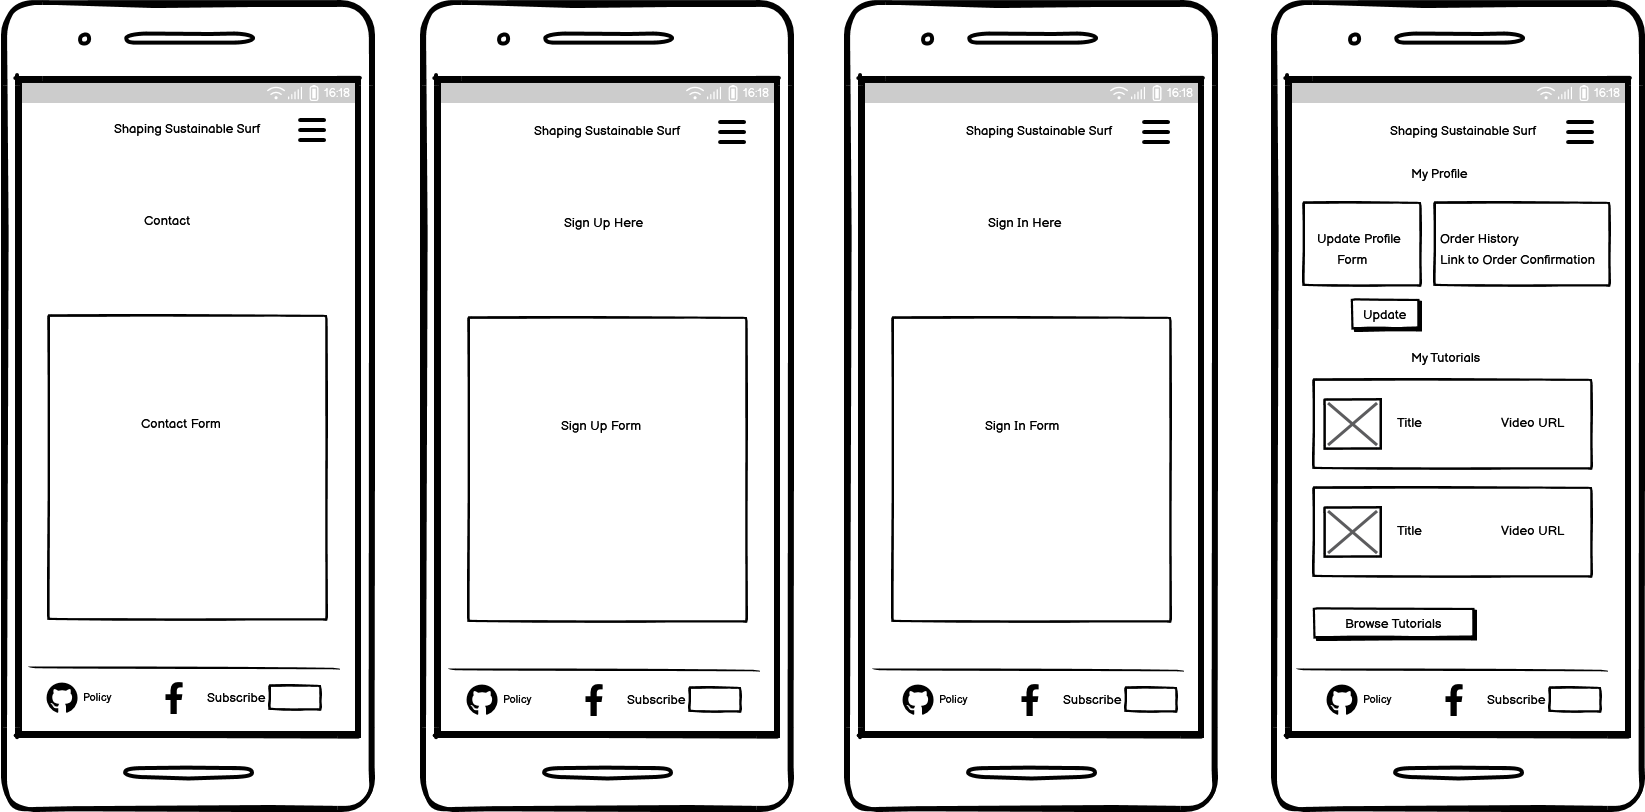 16:18
Shaping Sustainable Surf
Contact
Contact Form
Policy
Subscribe
16:18
Shaping Sustainable Surf
Sign Up Here
Sign Up Form
Policy
Subscribe
16:18
Shaping Sustainable Surf
Sign In Here
Sign In Form
Policy
Subscribe
16:18
Shaping Sustainable Surf
My Profile
Update Profile
Form
Order History
Link to Order Confirmation
Update
My Tutorials
Title Video URL
Title Video URL
Browse Tutorials
Policy
Subscribe